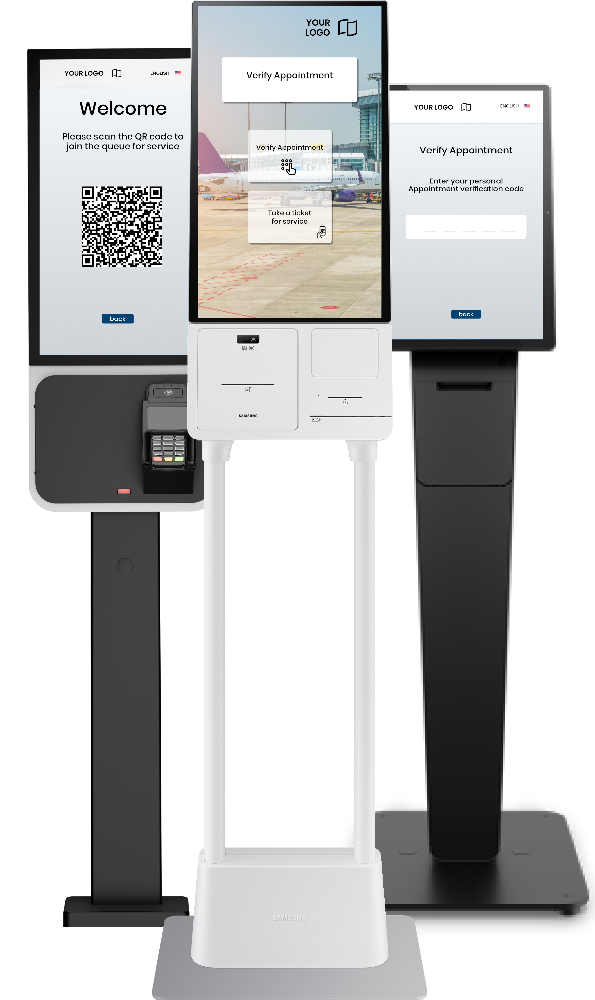 YOUR LOGO
ENGLISH
Welcome
Please scan the QR code to
join the queue for service
back
YOUR
LOGO
Verify Appointment
Verify Appointment
Take a ticket
for service
SAMSUNG
SAMSUNG
YOUR LOGO
ENGLISH
Verify Appointment
Enter your personal
Appointment verification code
back